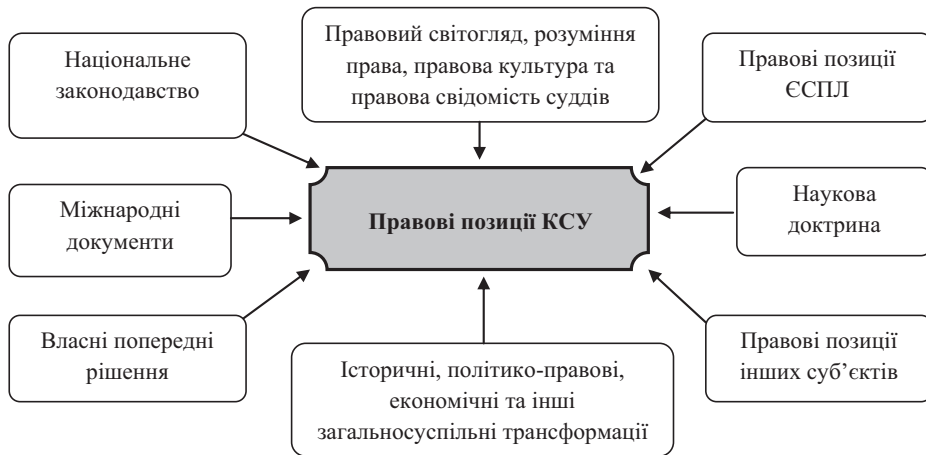 Національне
законодавство
Правовий світогляд, розуміння
права, правова культура та
правова свідомість суддів
Правові позиції
ЄСПЛ
Міжнародні
документи
Правові позиції КСУ
Наукова
доктрина
Власні попередні
рішення
Історичні, політико-правові,
економічні та інші
загальносуспільні трансформації
Правові позиції
інших суб’єктів